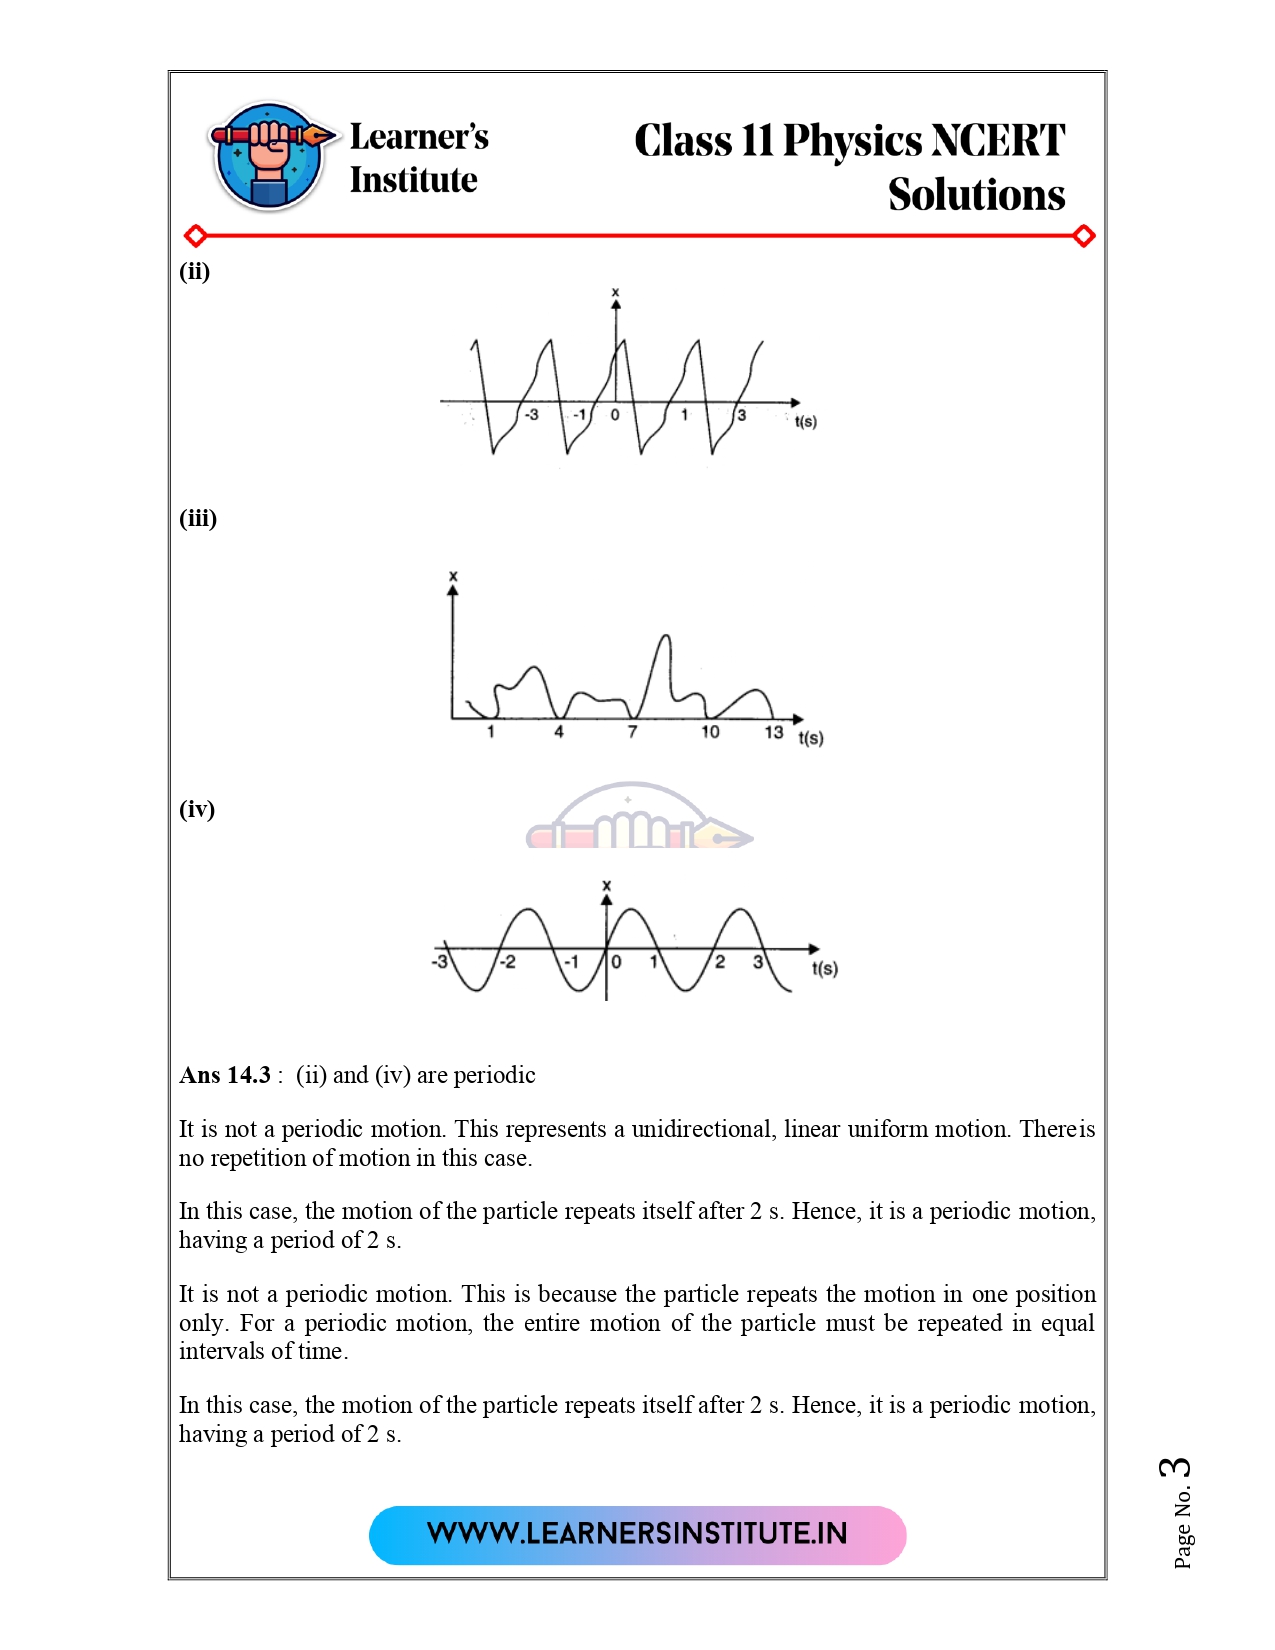 Learner's
Institute
Class 11 Physics NCERT
Solutions
(ii)
x
-3 -1 0 1 3
t(s)
(iii)
x
1 4 7 10 13
t(s)
(iv)
x
-3 -2 -1 0 1 2 3
t(s)
Ans 14.3 : (ii) and (iv) are periodic
It is not a periodic motion. This represents a unidirectional, linear uniform motion. There is
no repetition of motion in this case.
In this case, the motion of the particle repeats itself after 2 s. Hence, it is a periodic motion,
having a period of 2 s.
It is not a periodic motion. This is because the particle repeats the motion in one position
only. For a periodic motion, the entire motion of the particle must be repeated in equal
intervals of time.
In this case, the motion of the particle repeats itself after 2 s. Hence, it is a periodic motion,
having a period of 2 s.
Page No. 3
WWW.LEARNERSINSTITUTE.IN